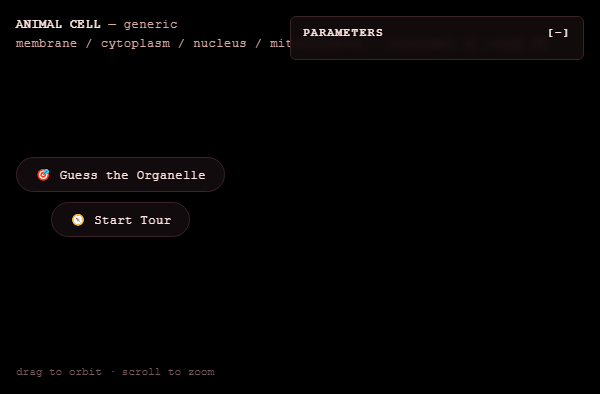 ANIMAL CELL — generic
membrane / cytoplasm / nucleus / mit
PARAMETERS [−]
🎯 Guess the Organelle
🧭 Start Tour
drag to orbit · scroll to zoom